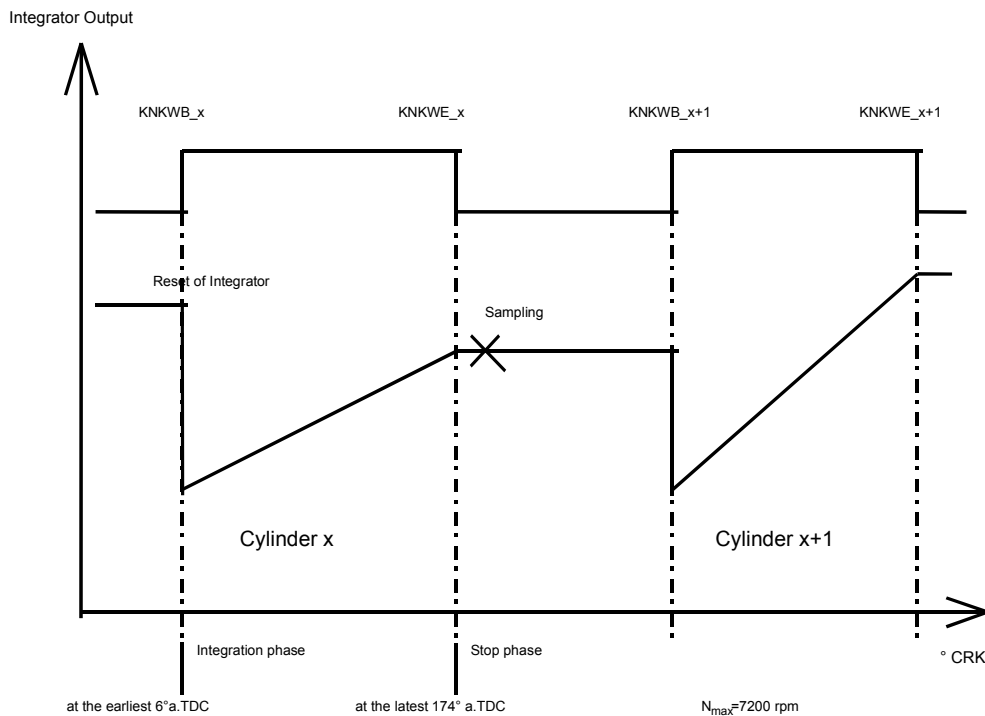 Integrator Output
KNKWB_x
KNKWE_x
KNKWB_x+1
KNKWE_x+1
Reset of Integrator
Sampling
Cylinder x
Cylinder x+1
Integration phase
Stop phase
° CRK
at the earliest 6°a.TDC
at the latest 174° a.TDC
Nmax=7200 rpm